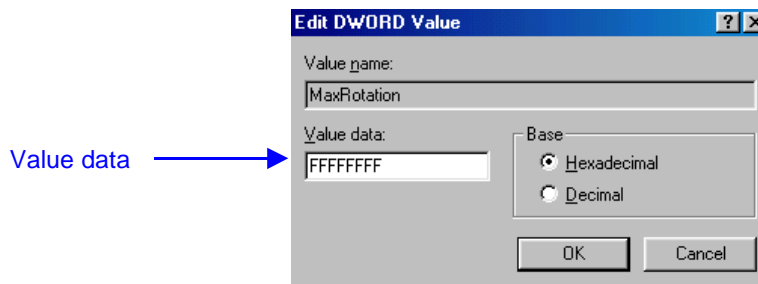 Edit DWORD Value
Value name:
MaxRotation
Value data:
Base
Value data
FFFFFFFF
Hexadecimal
Decimal
OK
Cancel